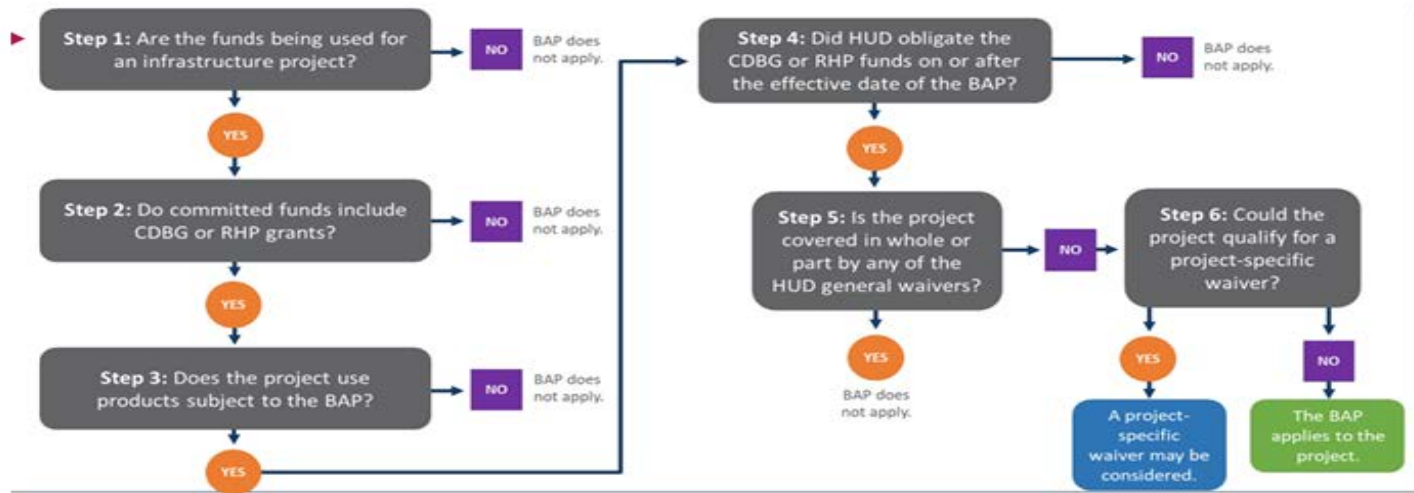 Step 1: Are the funds being used for
an infrastructure project?
NO
BAP does
not apply.
YES
Step 2: Do committed funds include
CDBG or RHP grants?
NO
BAP does
not apply.
YES
Step 3: Does the project use
products subject to the BAP?
NO
BAP does
not apply.
YES
Step 4: Did HUD obligate the
CDBG or RHP funds on or after
the effective date of the BAP?
NO
BAP does
not apply.
YES
Step 5: Is the project
covered in whole or
part by any of the
HUD general waivers?
YES
BAP does
not apply.
NO
Step 6: Could the
project qualify for a
project-specific
waiver?
YES
A project-
specific
waiver may be
considered.
NO
The BAP
applies to the
project.